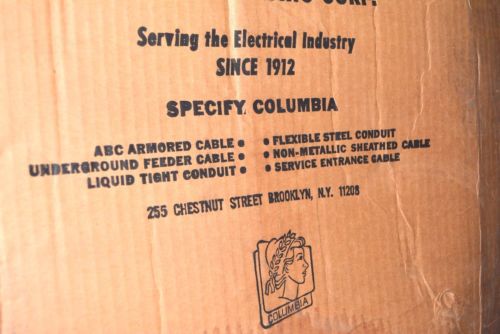 CORP.
Serving the Electrical Industry
SINCE 1912
SPECIFY COLUMBIA
ABC ARMORED CABLE • • FLEXIBLE STEEL CONDUIT
UNDERGROUND FEEDER CABLE • • NON-METALLIC SHEATHED CABLE
LIQUID TIGHT CONDUIT • • SERVICE ENTRANCE CABLE
255 CHESTNUT STREET BROOKLYN, N.Y. 11208
COLUMBIA